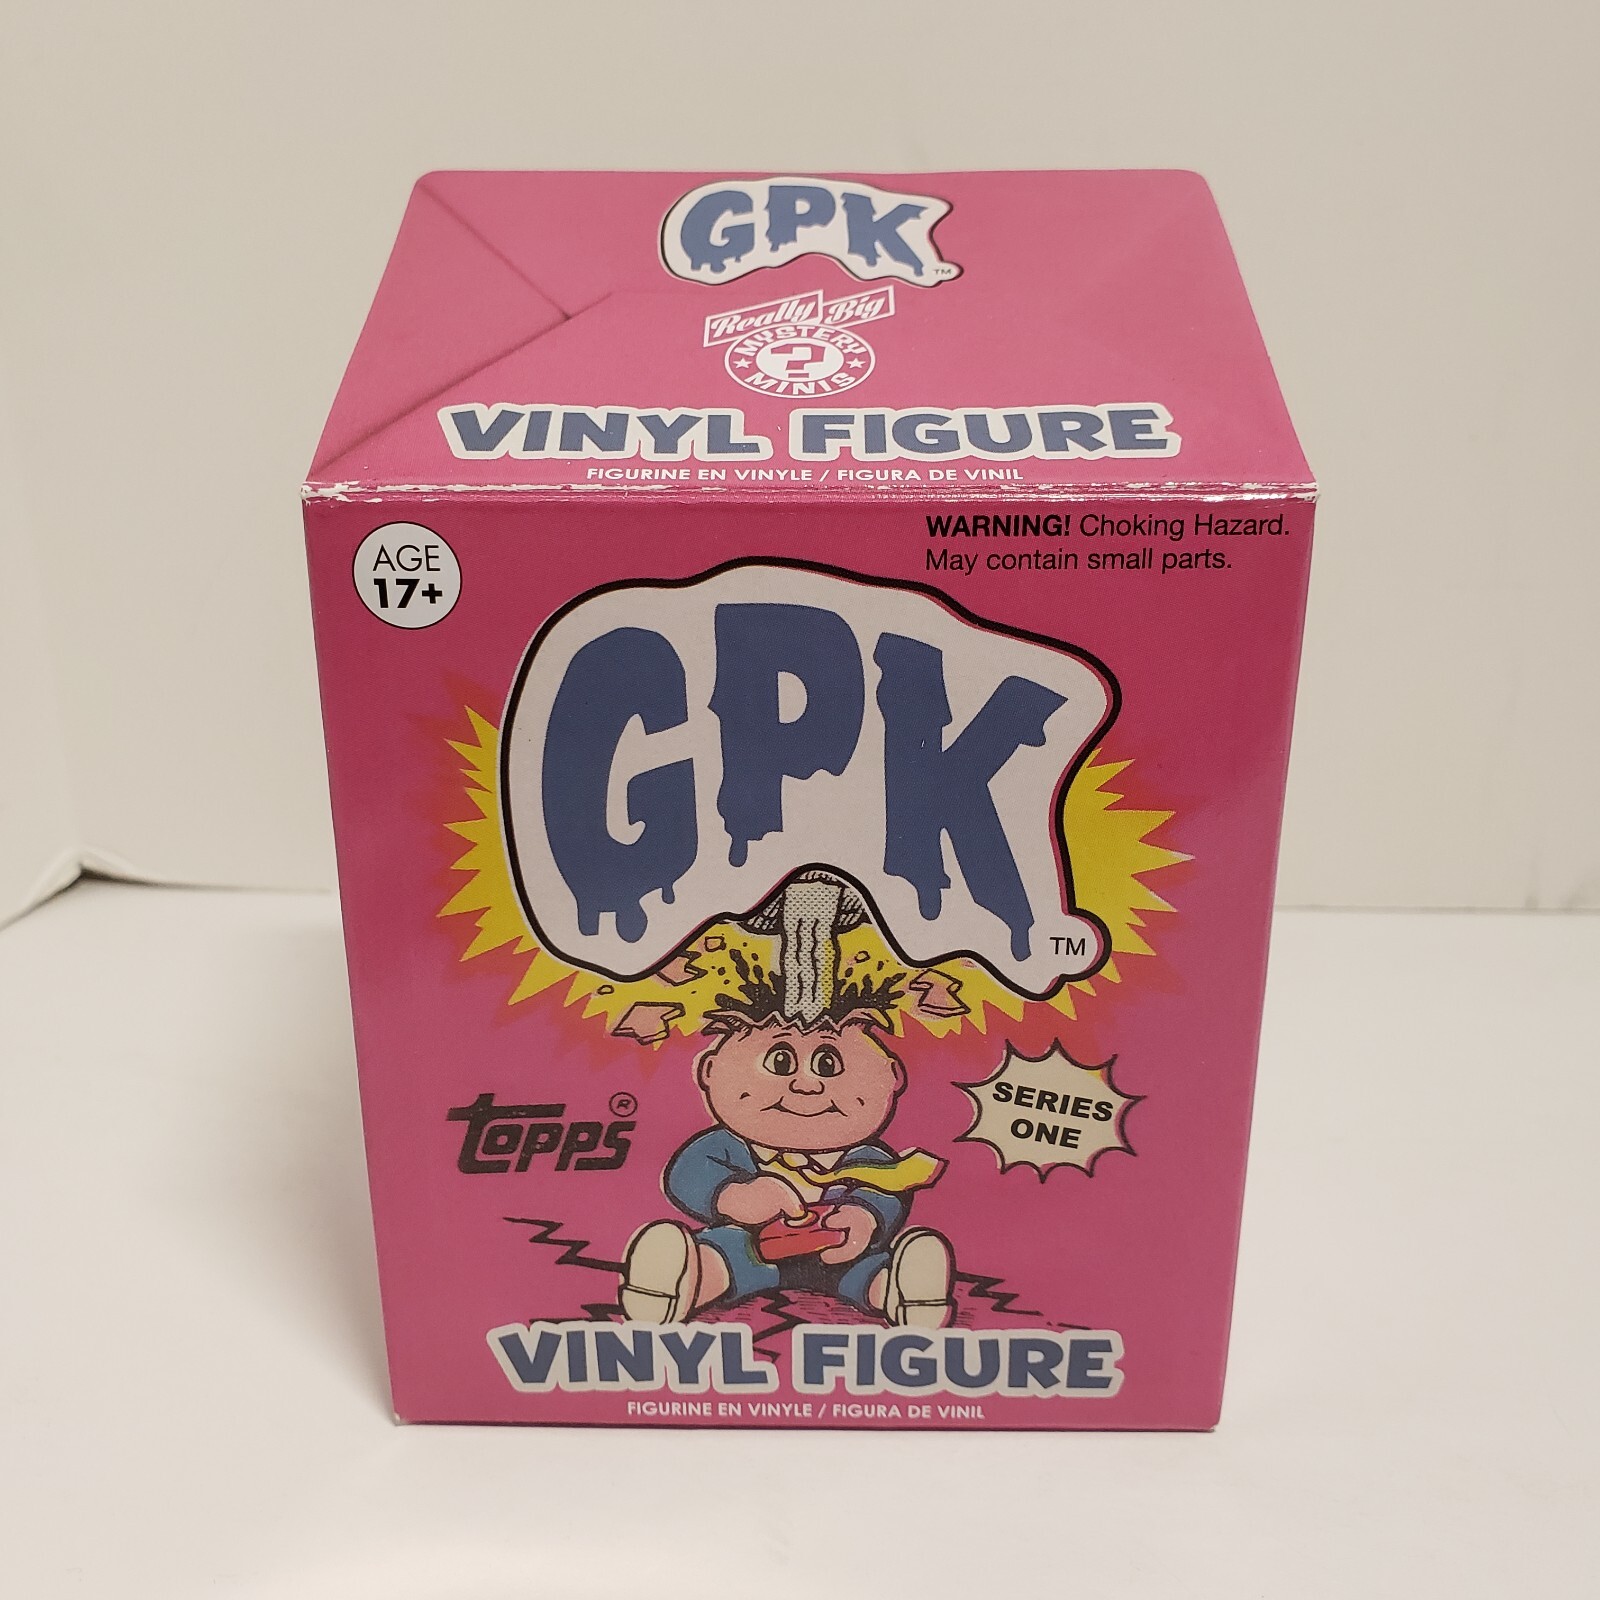 GPK
TM
Really Big
MYSTERY
?
MINIS
VINYL FIGURE
FIGURINE EN VINYLE / FIGURA DE VINIL
AGE
17+
WARNING! Choking Hazard.
May contain small parts.
GPK
TM
topps®
SERIES
ONE
VINYL FIGURE
FIGURINE EN VINYLE / FIGURA DE VINIL